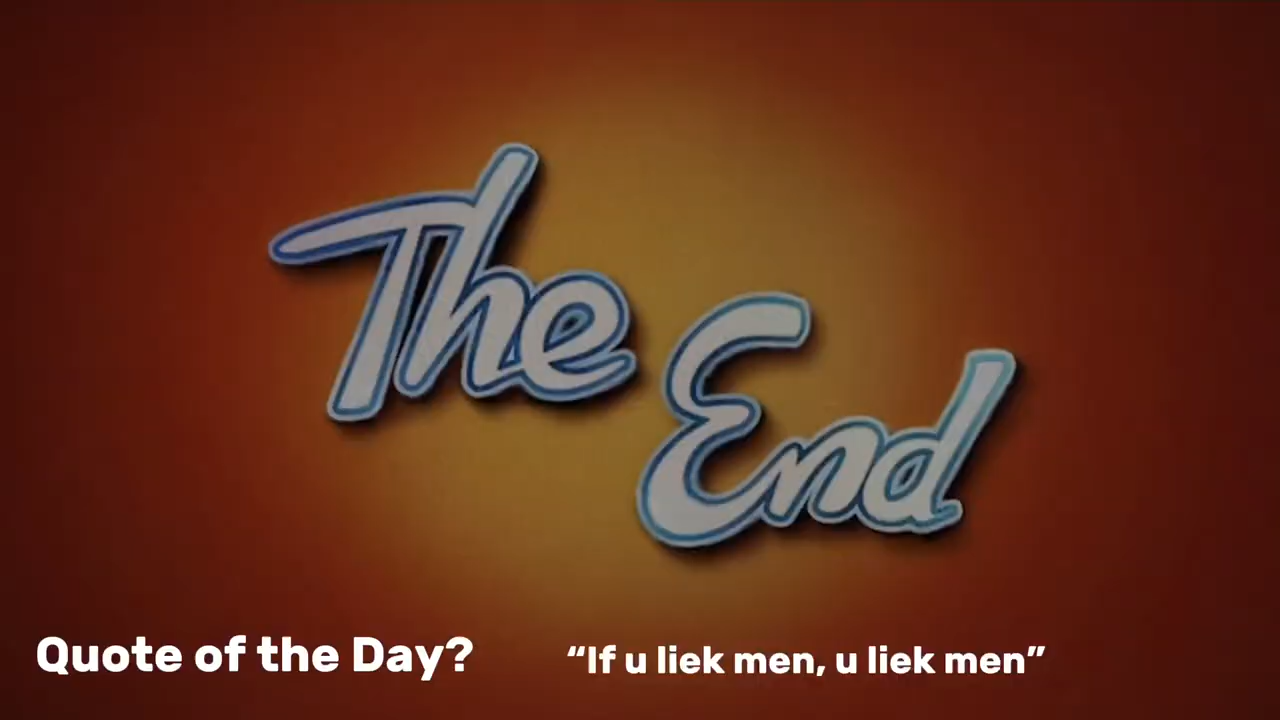 The
End
Quote of the Day? “If u liek men, u liek men”